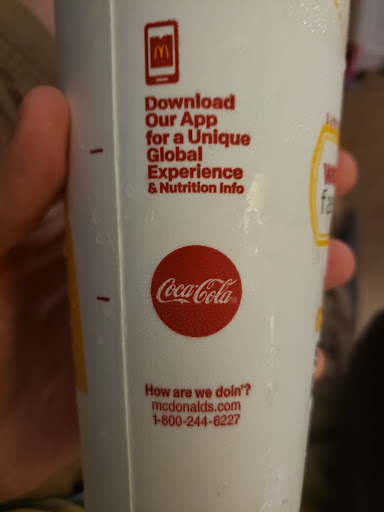 Download
Our App
for a Unique
Global
Experience
& Nutrition Info
Coca-Cola
How are we doin'?
mcdonalds.com
1-800-244-6227